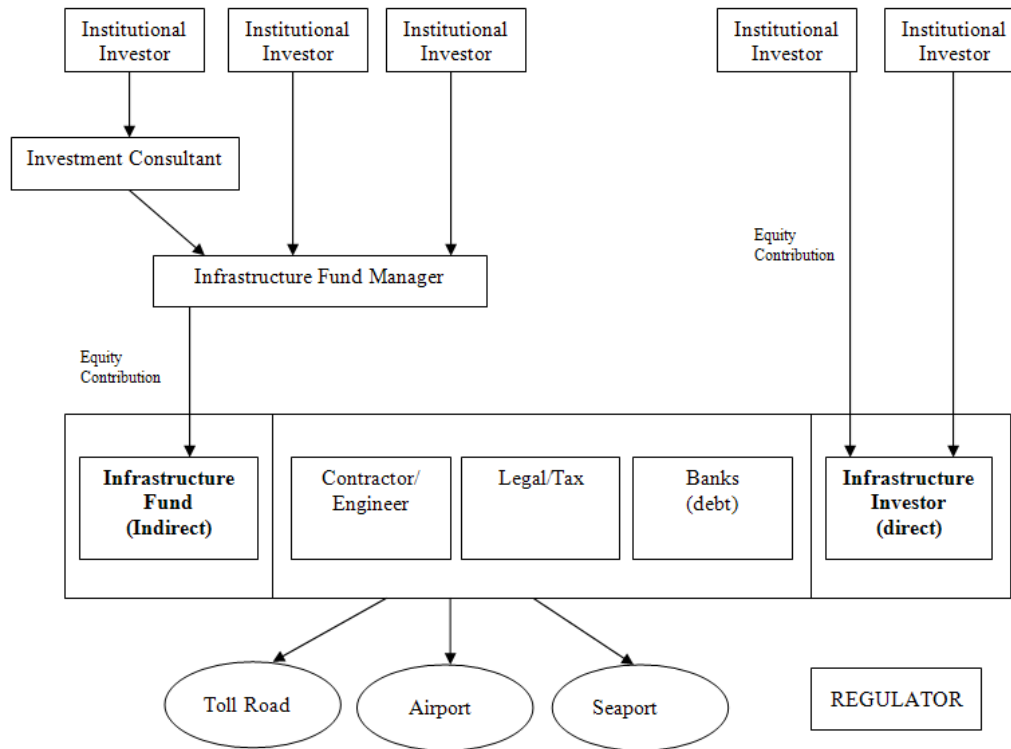 Institutional
Investor
Institutional
Investor
Institutional
Investor
Institutional
Investor
Institutional
Investor
Investment Consultant
Equity
Contribution
Infrastructure Fund Manager
Equity
Contribution
Infrastructure
Fund
(Indirect)
Contractor/
Engineer
Legal/Tax
Banks
(debt)
Infrastructure
Investor
(direct)
Toll Road
Airport
Seaport
REGULATOR